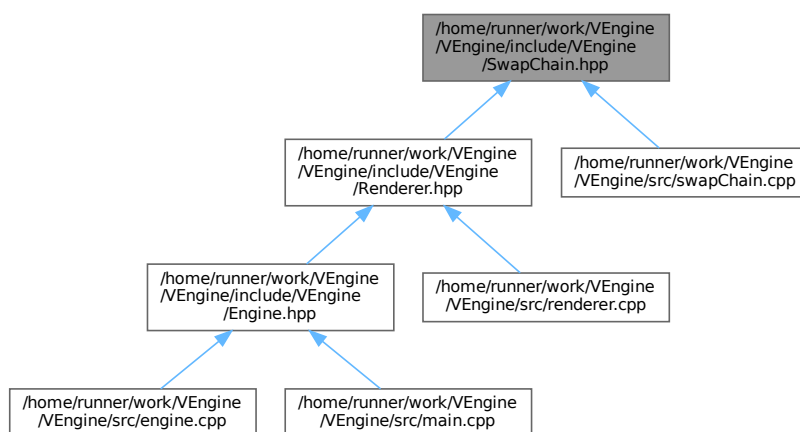 /home/runner/work/VEngine
/VEngine/include/VEngine
/SwapChain.hpp
/home/runner/work/VEngine
/VEngine/include/VEngine
/Renderer.hpp
/home/runner/work/VEngine
/VEngine/src/swapChain.cpp
/home/runner/work/VEngine
/VEngine/include/VEngine
/Engine.hpp
/home/runner/work/VEngine
/VEngine/src/renderer.cpp
/home/runner/work/VEngine
/VEngine/src/engine.cpp
/home/runner/work/VEngine
/VEngine/src/main.cpp